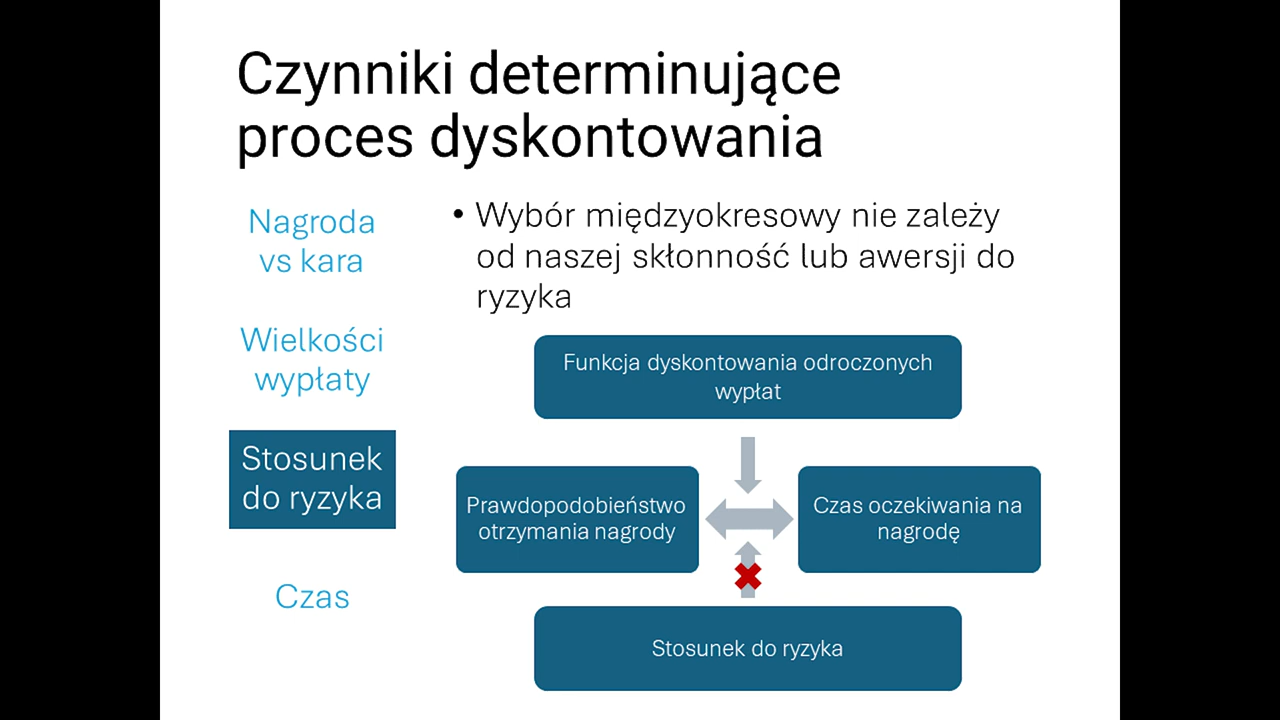 Czynniki determinujące
proces dyskontowania
Nagroda
vs kara
Wielkości
wypłaty
Stosunek
do ryzyka
Czas
• Wybór międzyokresowy nie zależy
od naszej skłonność lub awersji do
ryzyka
Funkcja dyskontowania odroczonych
wypłat
Prawdopodobieństwo
otrzymania nagrody
Czas oczekiwania na
nagrodę
Stosunek do ryzyka